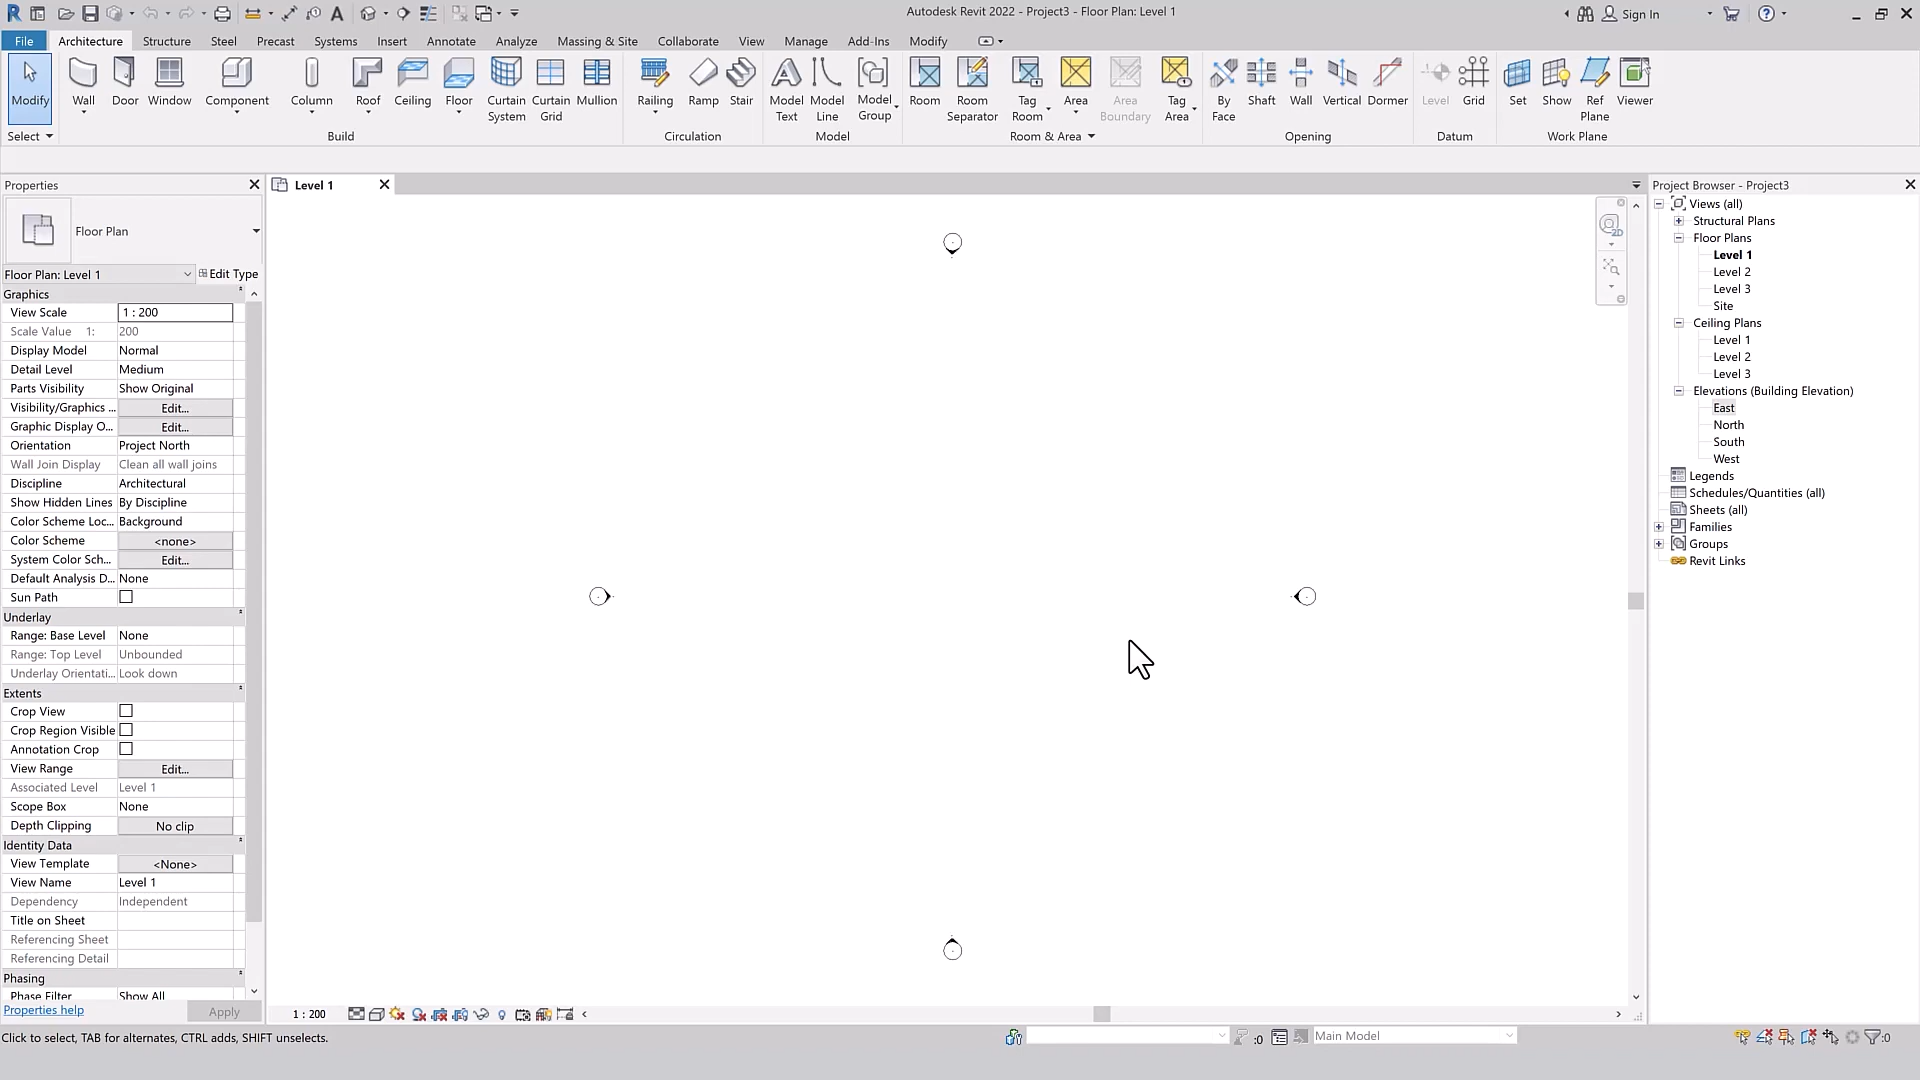 Autodesk Revit 2022 - Project3 - Floor Plan: Level 1
Sign In
File Architecture Structure Steel Precast Systems Insert Annotate Analyze Massing & Site Collaborate View Manage Add-Ins Modify
Modify
Wall Door Window Component Column Roof Ceiling Floor Curtain System Curtain Grid Mullion
Railing Ramp Stair
Model Text Model Line Model Group
Room Room Separator Tag Room Area Area Boundary Tag Area
By Face Shaft Wall Vertical Dormer
Level Grid
Set Show Ref Plane Viewer
Select Build Circulation Model Room & Area Opening Datum Work Plane
Properties
Floor Plan
Floor Plan: Level 1 Edit Type
Graphics
View Scale 1 : 200
Scale Value 1: 200
Display Model Normal
Detail Level Medium
Parts Visibility Show Original
Visibility/Graphics ... Edit...
Graphic Display O... Edit...
Orientation Project North
Wall Join Display Clean all wall joins
Discipline Architectural
Show Hidden Lines By Discipline
Color Scheme Loc... Background
Color Scheme <none>
System Color Sch... Edit...
Default Analysis D... None
Sun Path
Underlay
Range: Base Level None
Range: Top Level Unbounded
Underlay Orientati... Look down
Extents
Crop View
Crop Region Visible
Annotation Crop
View Range Edit...
Associated Level Level 1
Scope Box None
Depth Clipping No clip
Identity Data
View Template <None>
View Name Level 1
Dependency Independent
Title on Sheet
Referencing Sheet
Referencing Detail
Phasing
Phase Filter Show All
Properties help Apply
Level 1
2D
1 : 200
Project Browser - Project3
Views (all)
Structural Plans
Floor Plans
Level 1
Level 2
Level 3
Site
Ceiling Plans
Level 1
Level 2
Level 3
Elevations (Building Elevation)
East
North
South
West
Legends
Schedules/Quantities (all)
Sheets (all)
Families
Groups
Revit Links
Click to select, TAB for alternates, CTRL adds, SHIFT unselects.
:0
Main Model
:0